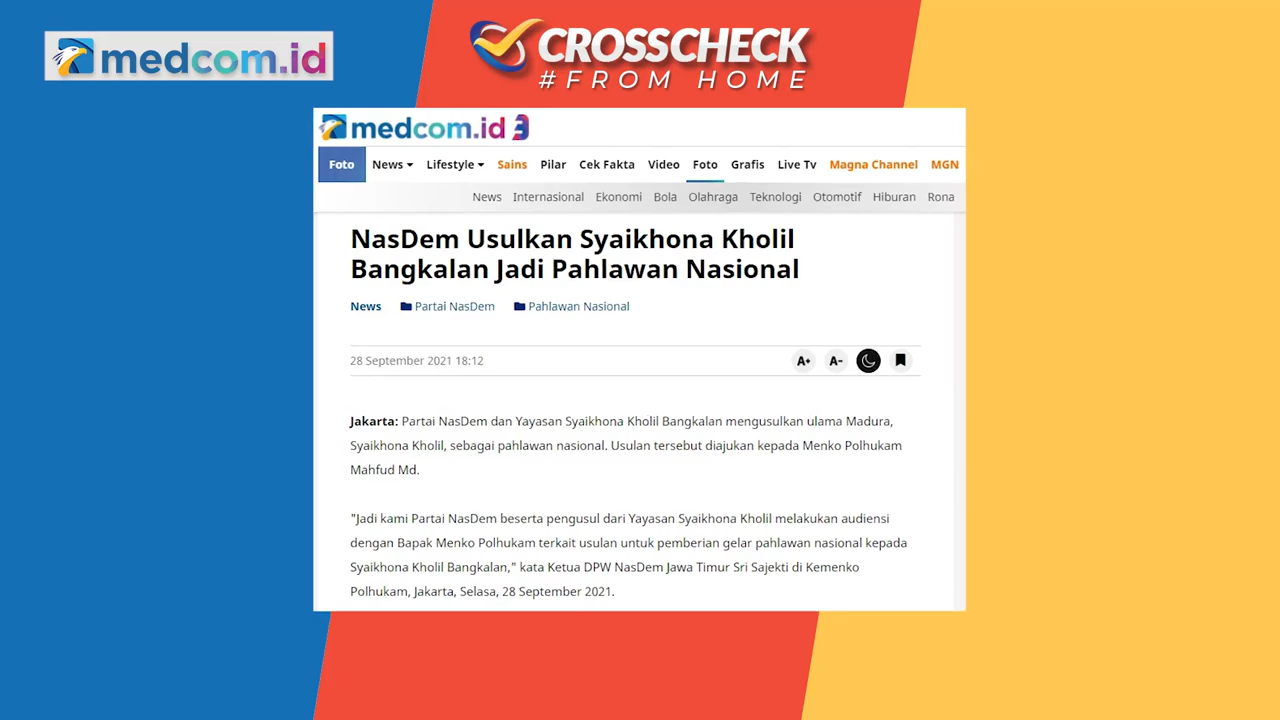 medcom.id
CROSSCHECK
#FROM HOME
medcom.id 3
Foto News Lifestyle Sains Pilar Cek Fakta Video Foto Grafis Live Tv Magna Channel MGN
News Internasional Ekonomi Bola Olahraga Teknologi Otomotif Hiburan Rona
NasDem Usulkan Syaikhona Kholil
Bangkalan Jadi Pahlawan Nasional
News Partai NasDem Pahlawan Nasional
28 September 2021 18:12 A+ A-
Jakarta: Partai NasDem dan Yayasan Syaikhona Kholil Bangkalan mengusulkan ulama Madura,
Syaikhona Kholil, sebagai pahlawan nasional. Usulan tersebut diajukan kepada Menko Polhukam
Mahfud Md.
"Jadi kami Partai NasDem beserta pengusul dari Yayasan Syaikhona Kholil melakukan audiensi
dengan Bapak Menko Polhukam terkait usulan untuk pemberian gelar pahlawan nasional kepada
Syaikhona Kholil Bangkalan," kata Ketua DPW NasDem Jawa Timur Sri Sajekti di Kemenko
Polhukam, Jakarta, Selasa, 28 September 2021.